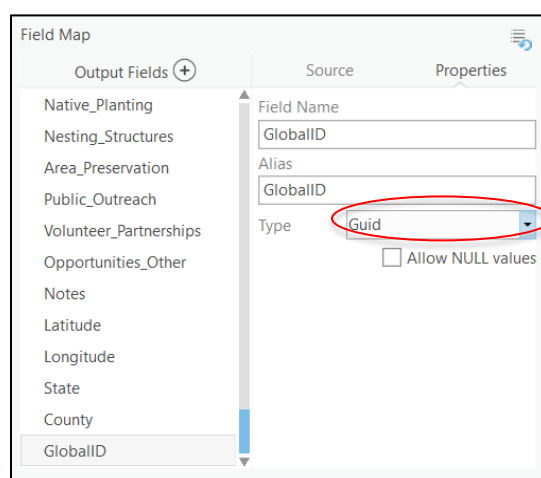 Field Map
Output Fields
Source
Properties
Native_Planting
Nesting_Structures
Area_Preservation
Public_Outreach
Volunteer_Partnerships
Opportunities_Other
Notes
Latitude
Longitude
State
County
GlobalID
Field Name
GlobalID
Alias
GlobalID
Type Guid
Allow NULL values